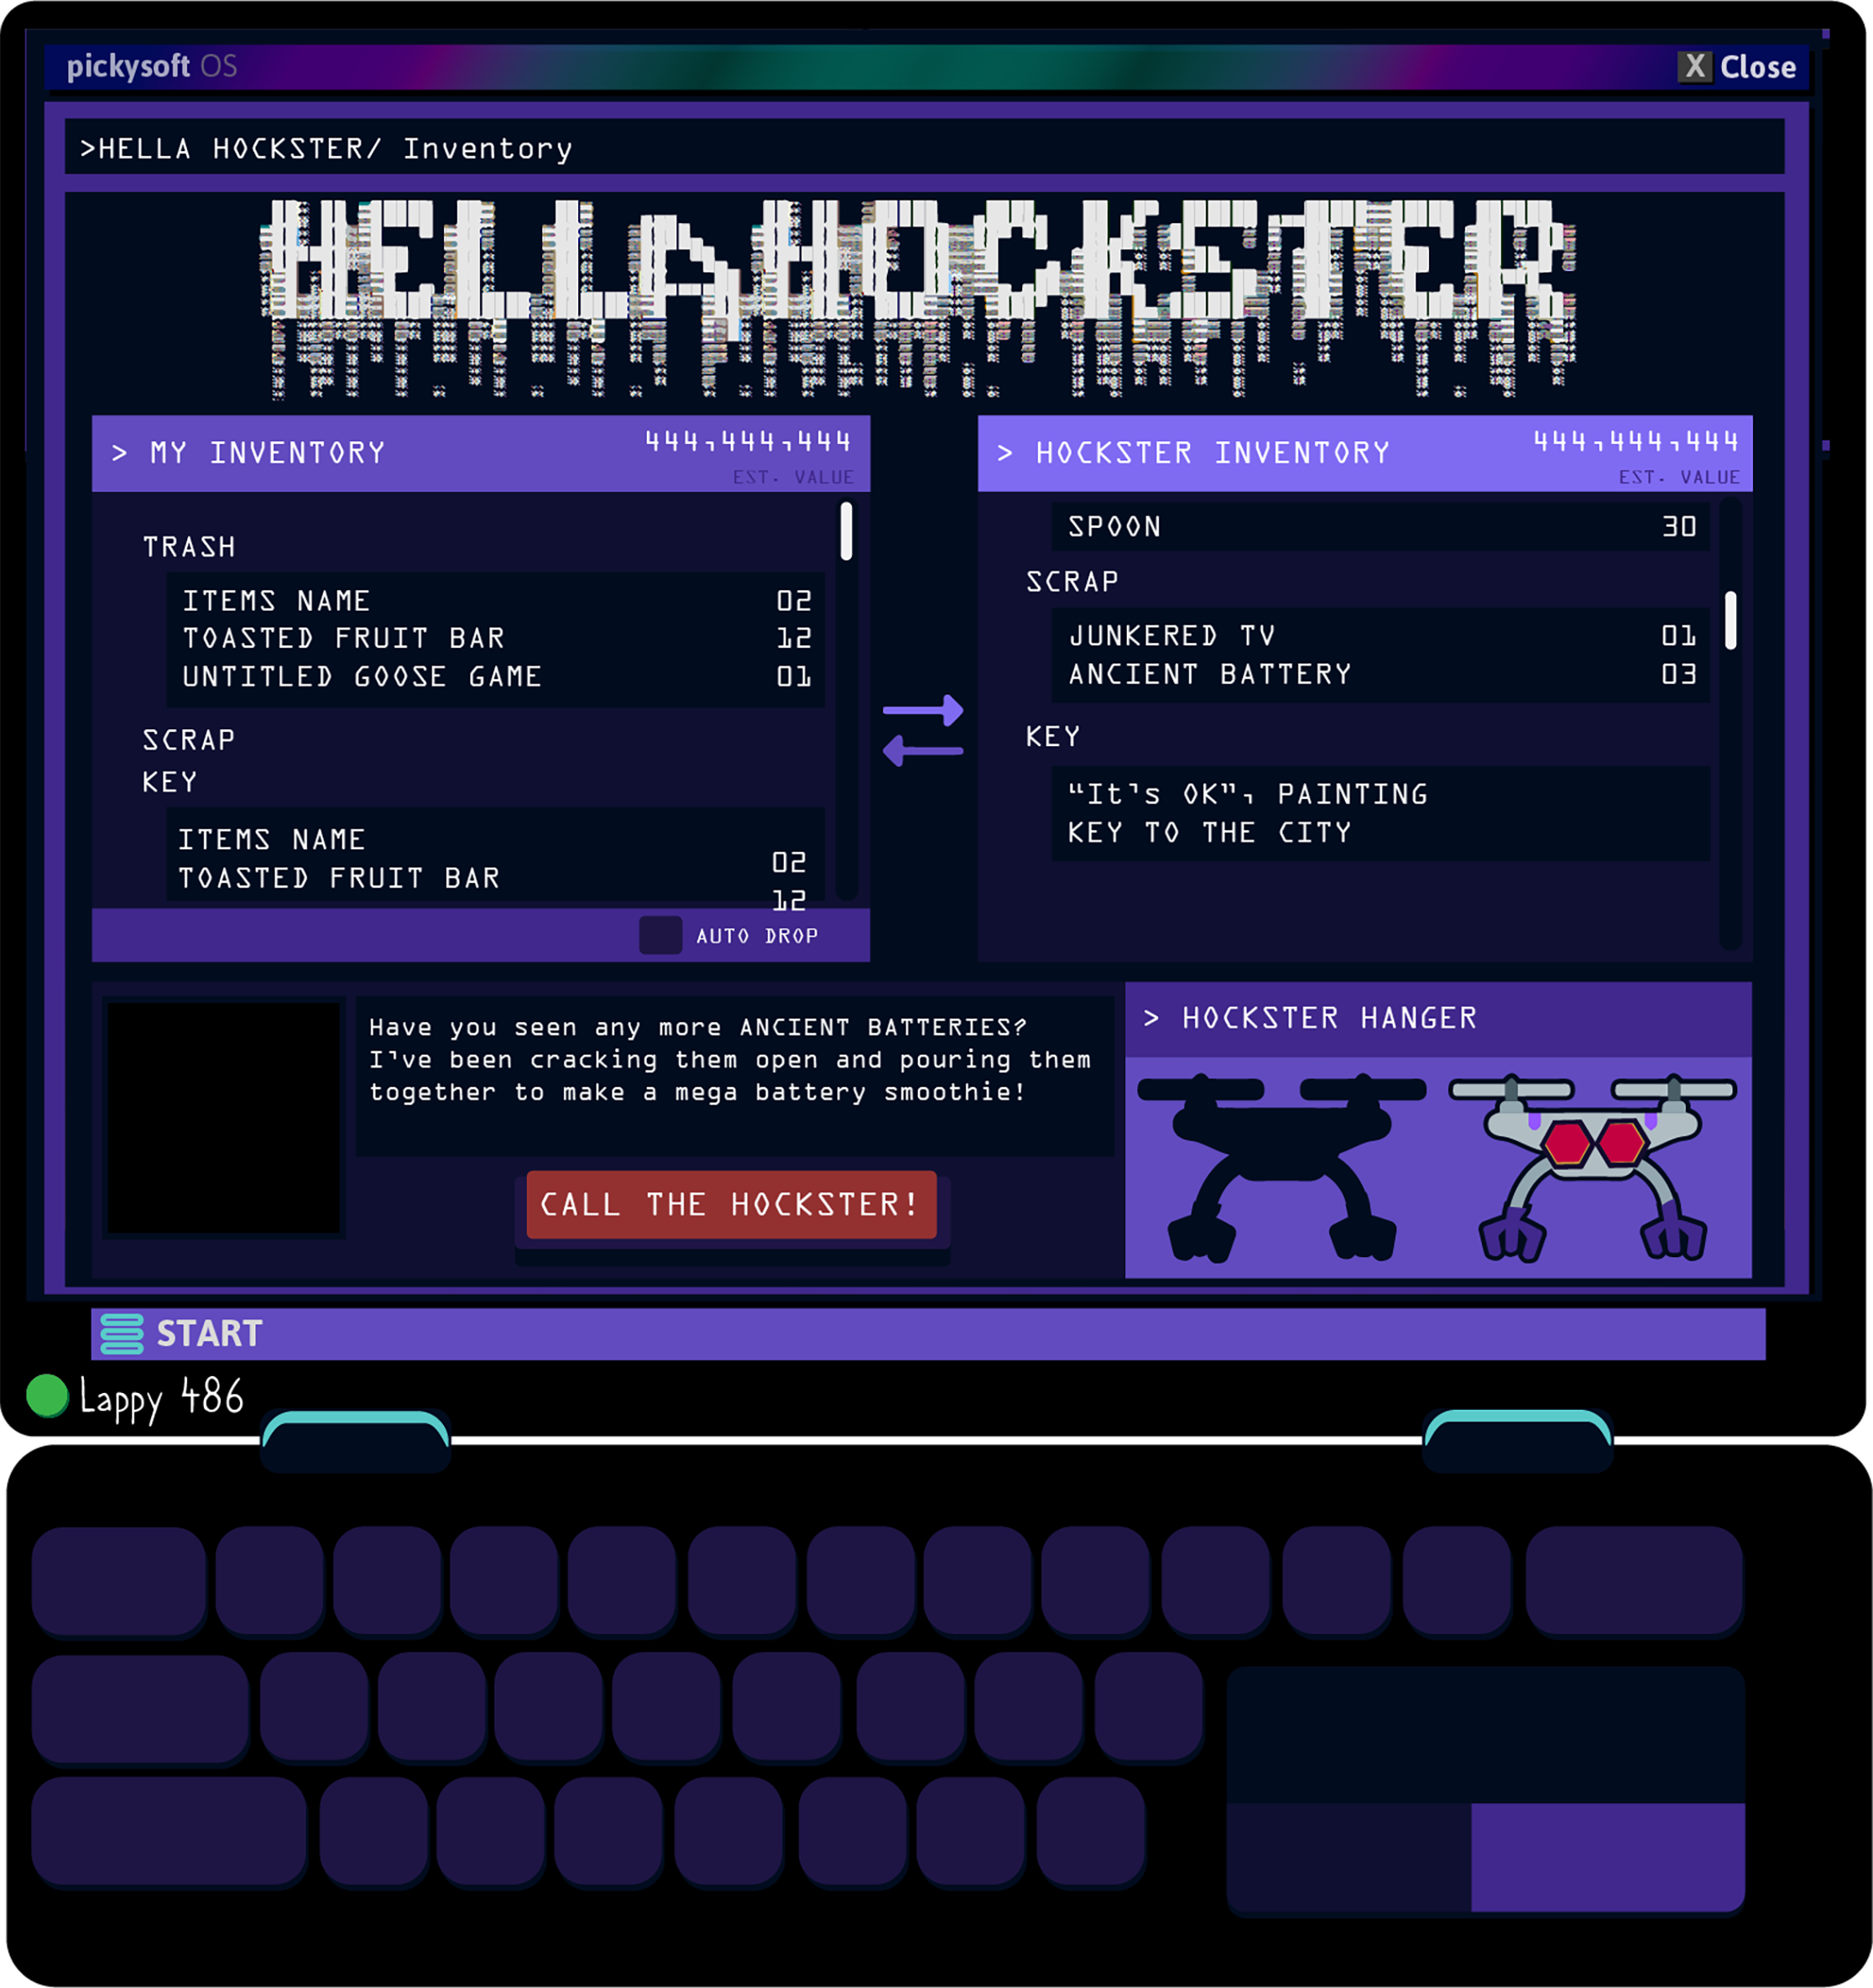 pickysoft OS
X Close
>HELLA HOCKSTER/ Inventory
HELLAHOCKSTER
> MY INVENTORY
444,444,444
EST. VALUE
TRASH
ITEMS NAME 02
TOASTED FRUIT BAR 12
UNTITLED GOOSE GAME 01
SCRAP
KEY
ITEMS NAME
02
TOASTED FRUIT BAR
12
AUTO DROP
> HOCKSTER INVENTORY
444,444,444
EST. VALUE
SPOON 30
SCRAP
JUNKERED TV 01
ANCIENT BATTERY 03
KEY
“It’s OK”, PAINTING
KEY TO THE CITY
Have you seen any more ANCIENT BATTERIES?
I’ve been cracking them open and pouring them
together to make a mega battery smoothie!
CALL THE HOCKSTER!
> HOCKSTER HANGER
START
Lappy 486